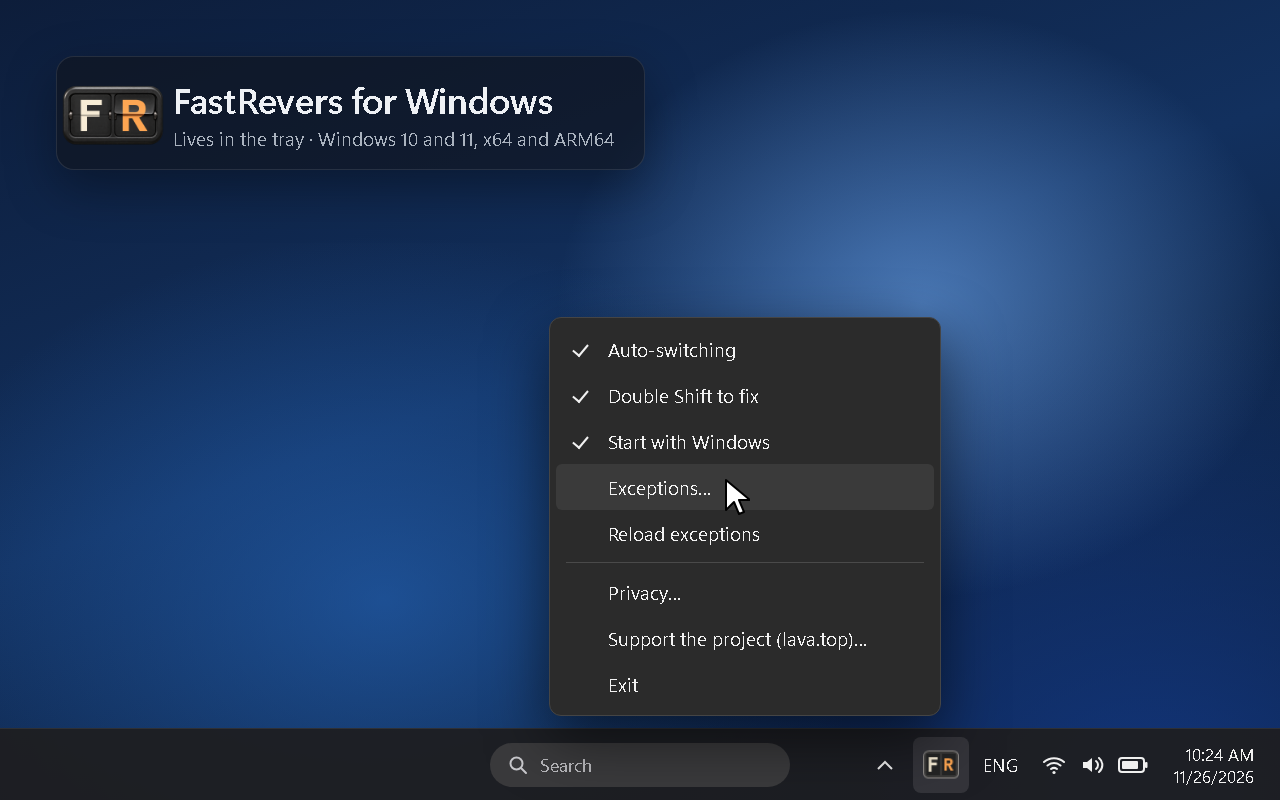 FR
FastRevers for Windows
Lives in the tray · Windows 10 and 11, x64 and ARM64
Auto-switching
Double Shift to fix
Start with Windows
Exceptions...
Reload exceptions
Privacy...
Support the project (lava.top)...
Exit
Search
FR
ENG
10:24 AM
11/26/2026